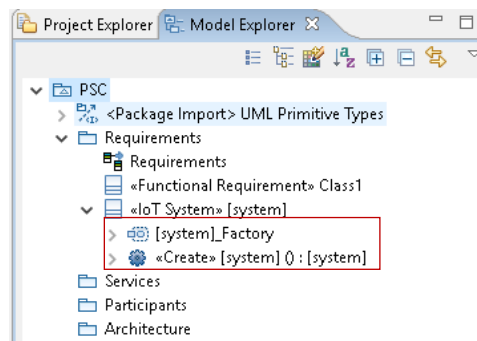 Project Explorer Model Explorer
PSC
<Package Import> UML Primitive Types
Requirements
Requirements
«Functional Requirement» Class1
«IoT System» [system]
[system]_Factory
«Create» [system] () : [system]
Services
Participants
Architecture